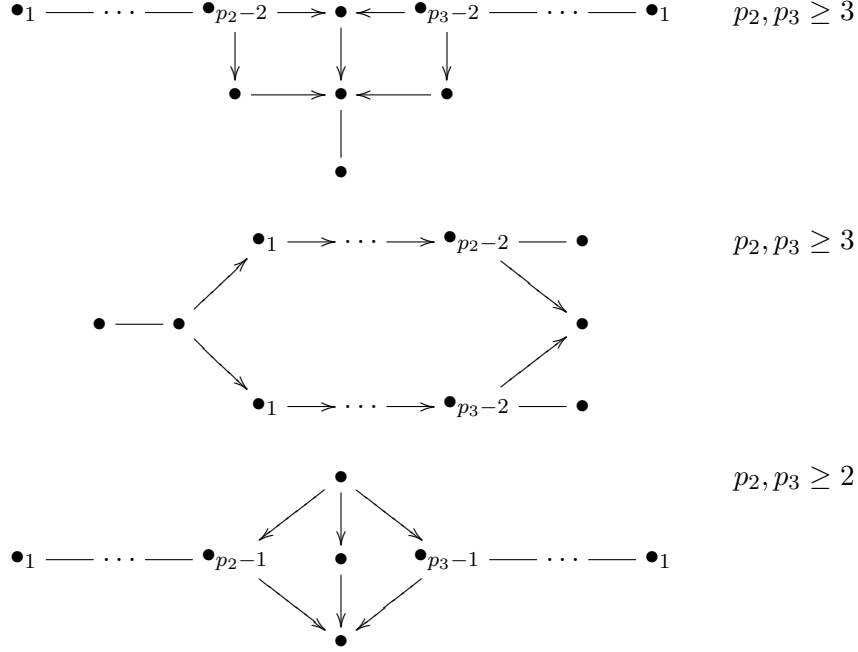 •₁ ⋯ •ₚ₂₋₂ • •ₚ₃₋₂ ⋯ •₁ p₂, p₃ ≥ 3
•₁ ⋯ •ₚ₂₋₂ • p₂, p₃ ≥ 3
•₁ ⋯ •ₚ₃₋₂ •
p₂, p₃ ≥ 2
•₁ ⋯ •ₚ₂₋₁ • •ₚ₃₋₁ ⋯ •₁